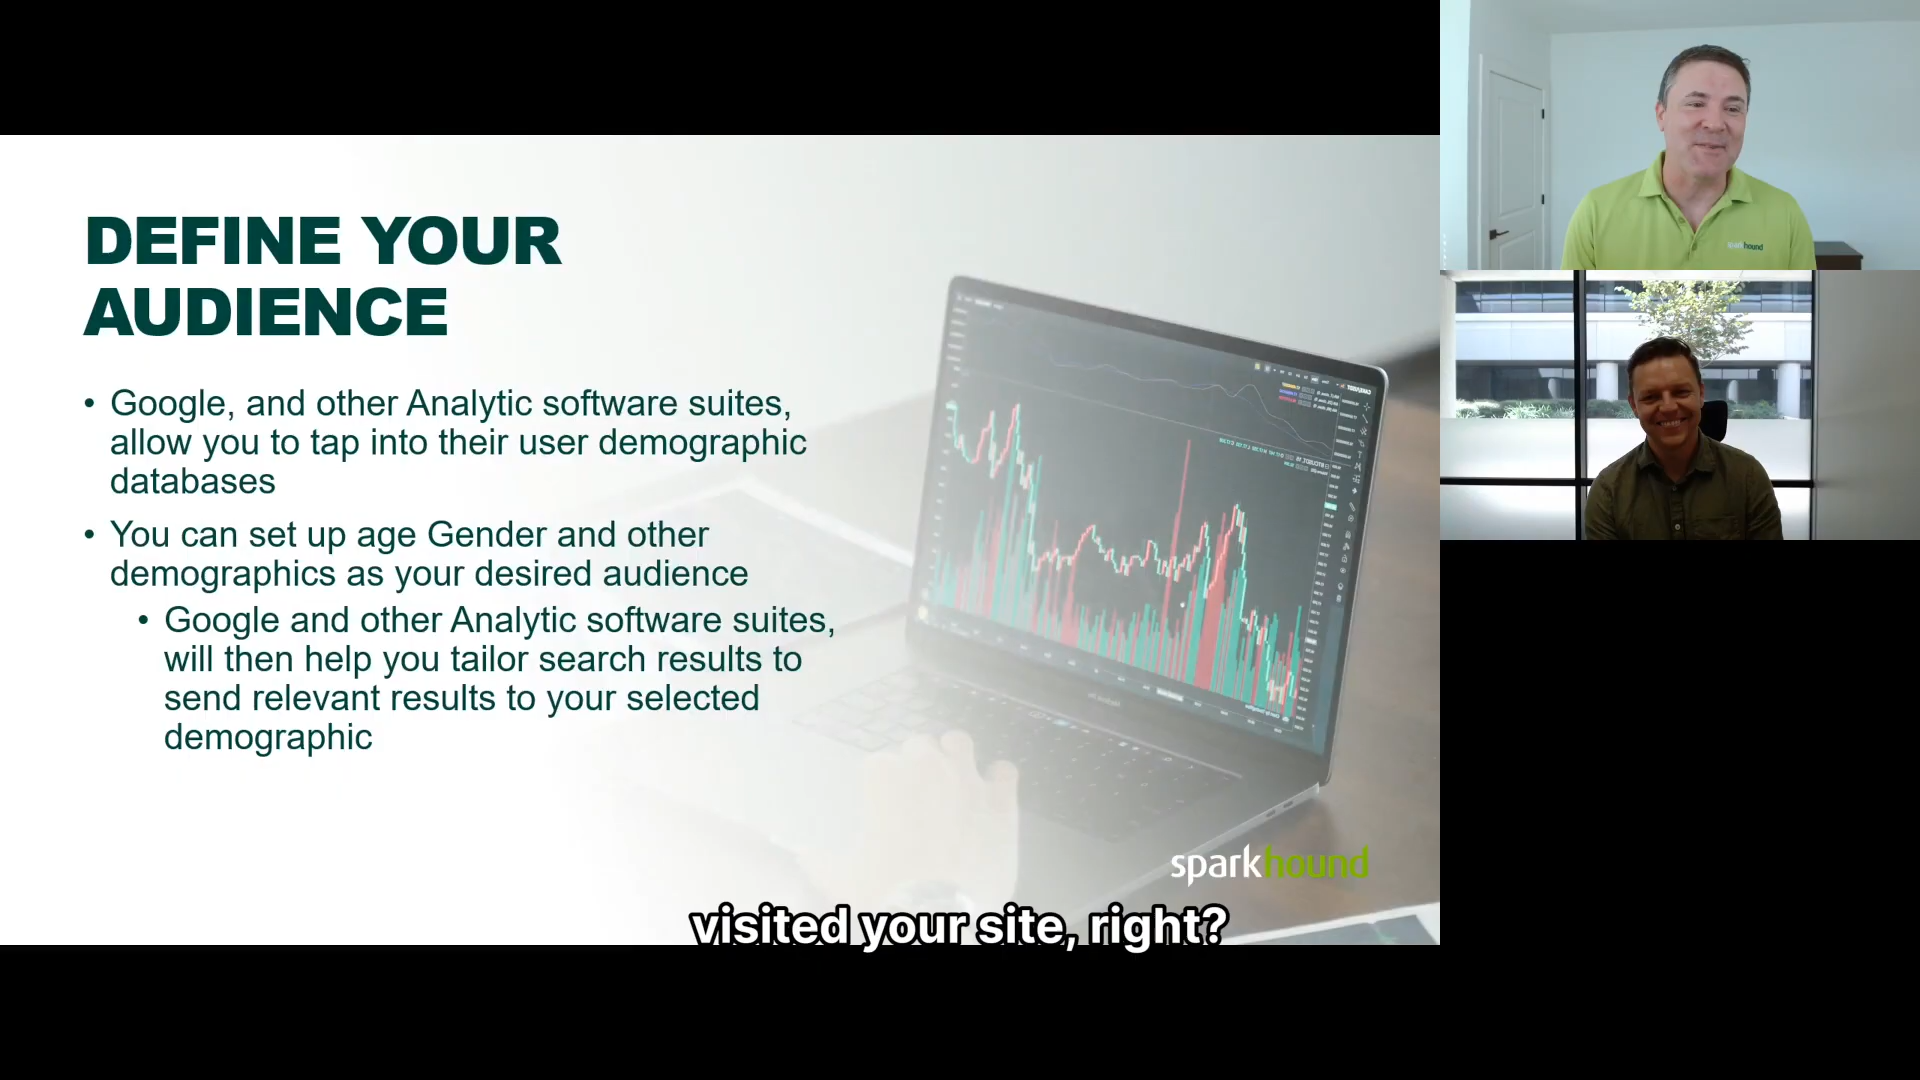 DEFINE YOUR
AUDIENCE
• Google, and other Analytic software suites,
allow you to tap into their user demographic
databases
• You can set up age Gender and other
demographics as your desired audience
• Google and other Analytic software suites,
will then help you tailor search results to
send relevant results to your selected
demographic
sparkhound
visited your site, right?
sparkhound